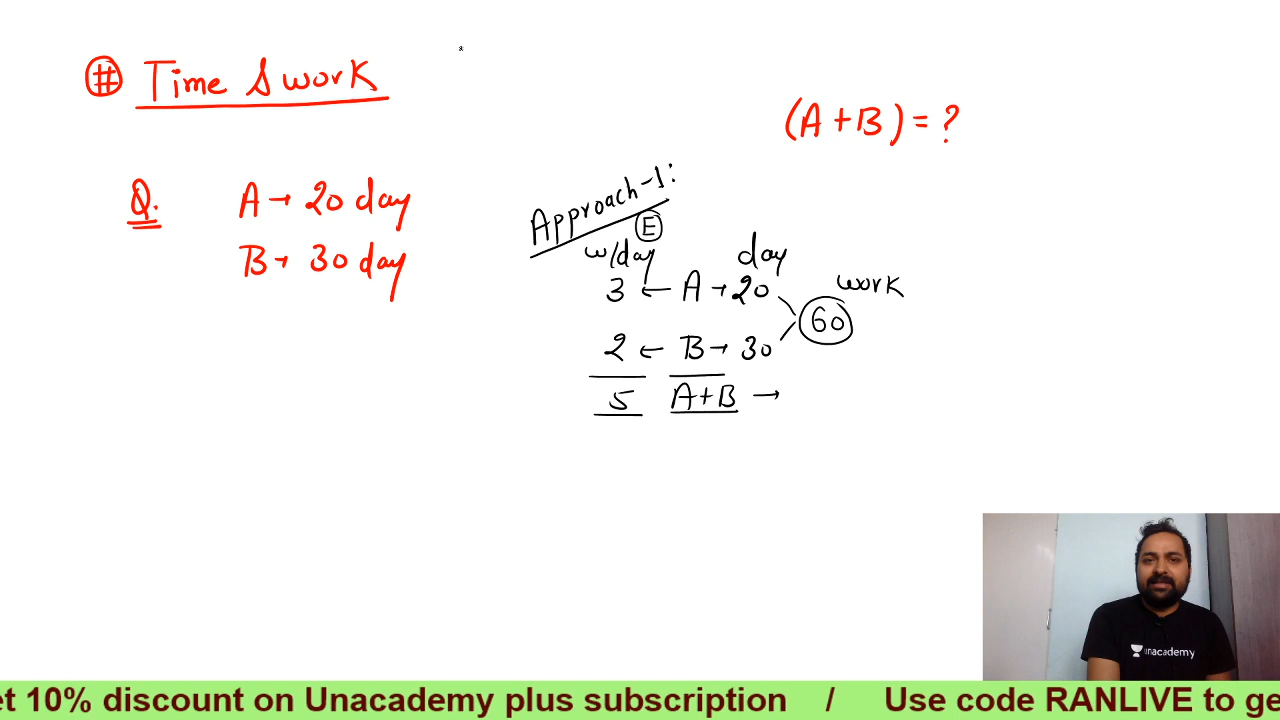 # Time & work
(A+B) = ?
Q. A → 20 day
B → 30 day
Approach-1:
E
w/day day
3 ← A → 20 work
60
2 ← B → 30
5 A+B →
unacademy
et 10% discount on Unacademy plus subscription / Use code RANLIVE to ge